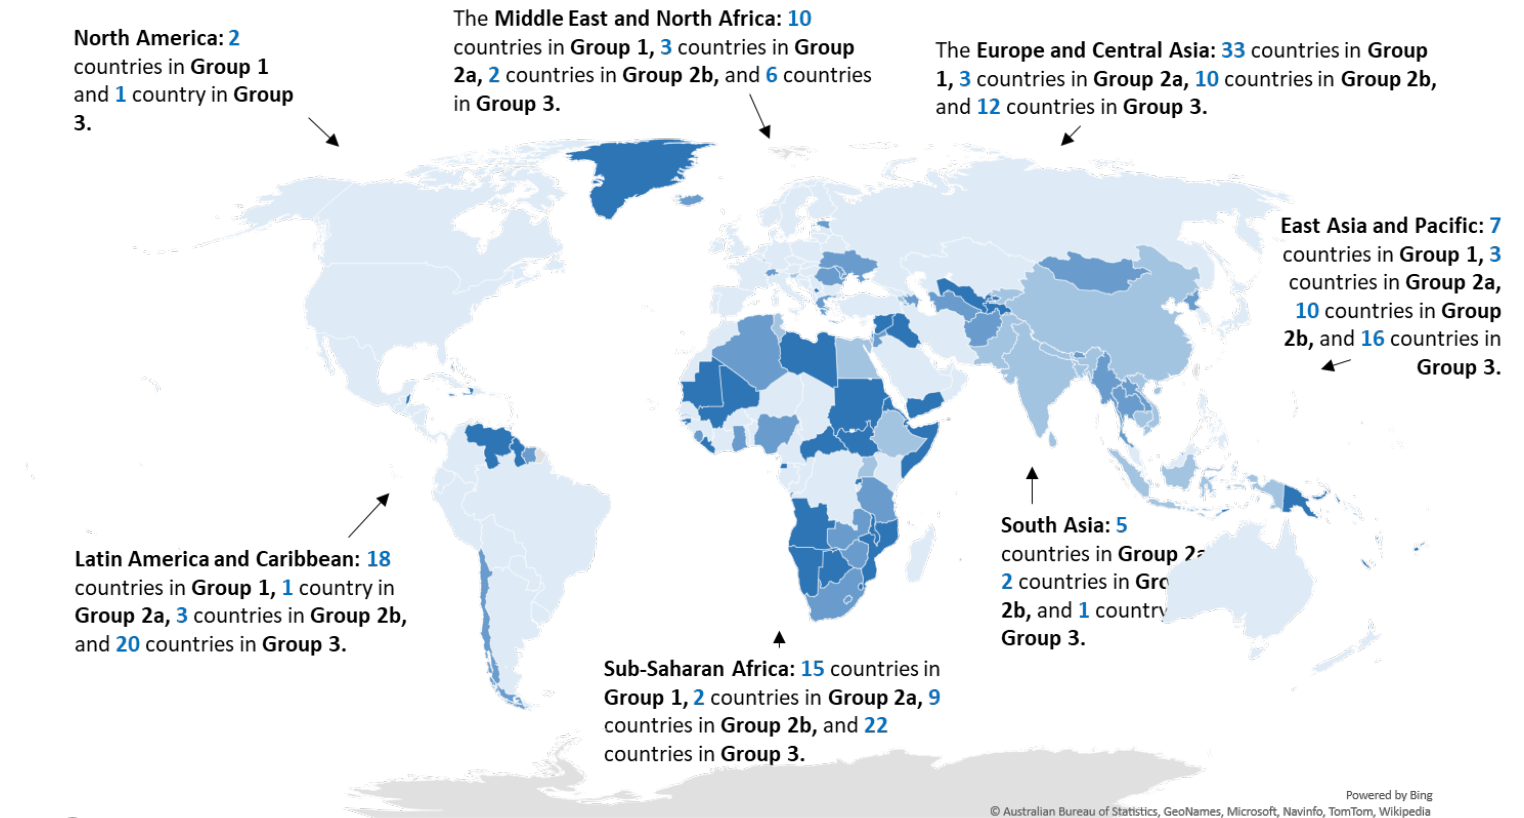 North America: 2
countries in Group 1
and 1 country in Group
3.
The Middle East and North Africa: 10
countries in Group 1, 3 countries in Group
2a, 2 countries in Group 2b, and 6 countries
in Group 3.
The Europe and Central Asia: 33 countries in Group
1, 3 countries in Group 2a, 10 countries in Group 2b,
and 12 countries in Group 3.
East Asia and Pacific: 7
countries in Group 1, 3
countries in Group 2a,
10 countries in Group
2b, and 16 countries in
Group 3.
Latin America and Caribbean: 18
countries in Group 1, 1 country in
Group 2a, 3 countries in Group 2b,
and 20 countries in Group 3.
South Asia: 5
countries in Group 2a
2 countries in Gro
2b, and 1 country
Group 3.
Sub-Saharan Africa: 15 countries in
Group 1, 2 countries in Group 2a, 9
countries in Group 2b, and 22
countries in Group 3.
Powered by Bing
© Australian Bureau of Statistics, GeoNames, Microsoft, Navinfo, TomTom, Wikipedia